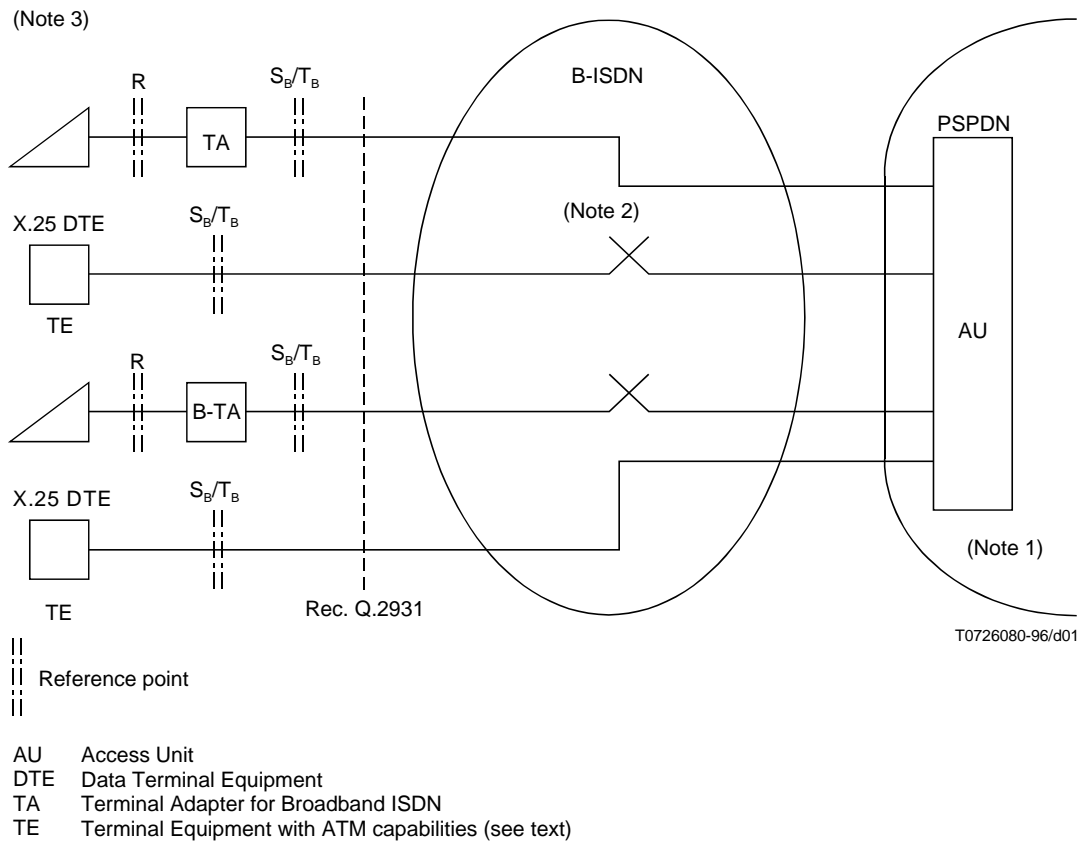 (Note 3)
R
S_B/T_B
B-ISDN
TA
PSPDN
X.25 DTE
S_B/T_B
(Note 2)
TE
AU
R
S_B/T_B
B-TA
X.25 DTE
S_B/T_B
(Note 1)
TE
Rec. Q.2931
T0726080-96/d01
Reference point
AU Access Unit
DTE Data Terminal Equipment
TA Terminal Adapter for Broadband ISDN
TE Terminal Equipment with ATM capabilities (see text)